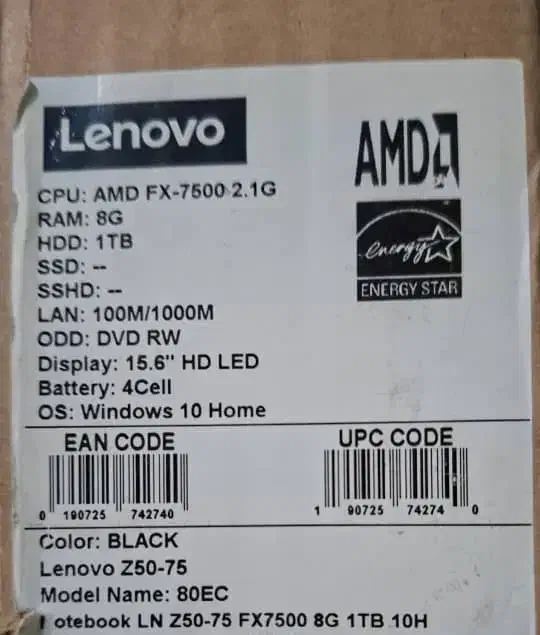 Lenovo
AMD
CPU: AMD FX-7500 2.1G
RAM: 8G
HDD: 1TB
SSD: --
SSHD: --
LAN: 100M/1000M
ODD: DVD RW
Display: 15.6" HD LED
Battery: 4Cell
OS: Windows 10 Home
energy
ENERGY STAR
EAN CODE
0 190725 742740
UPC CODE
1 90725 74274 0
Color: BLACK
Lenovo Z50-75
Model Name: 80EC
otebook LN Z50-75 FX7500 8G 1TB 10H